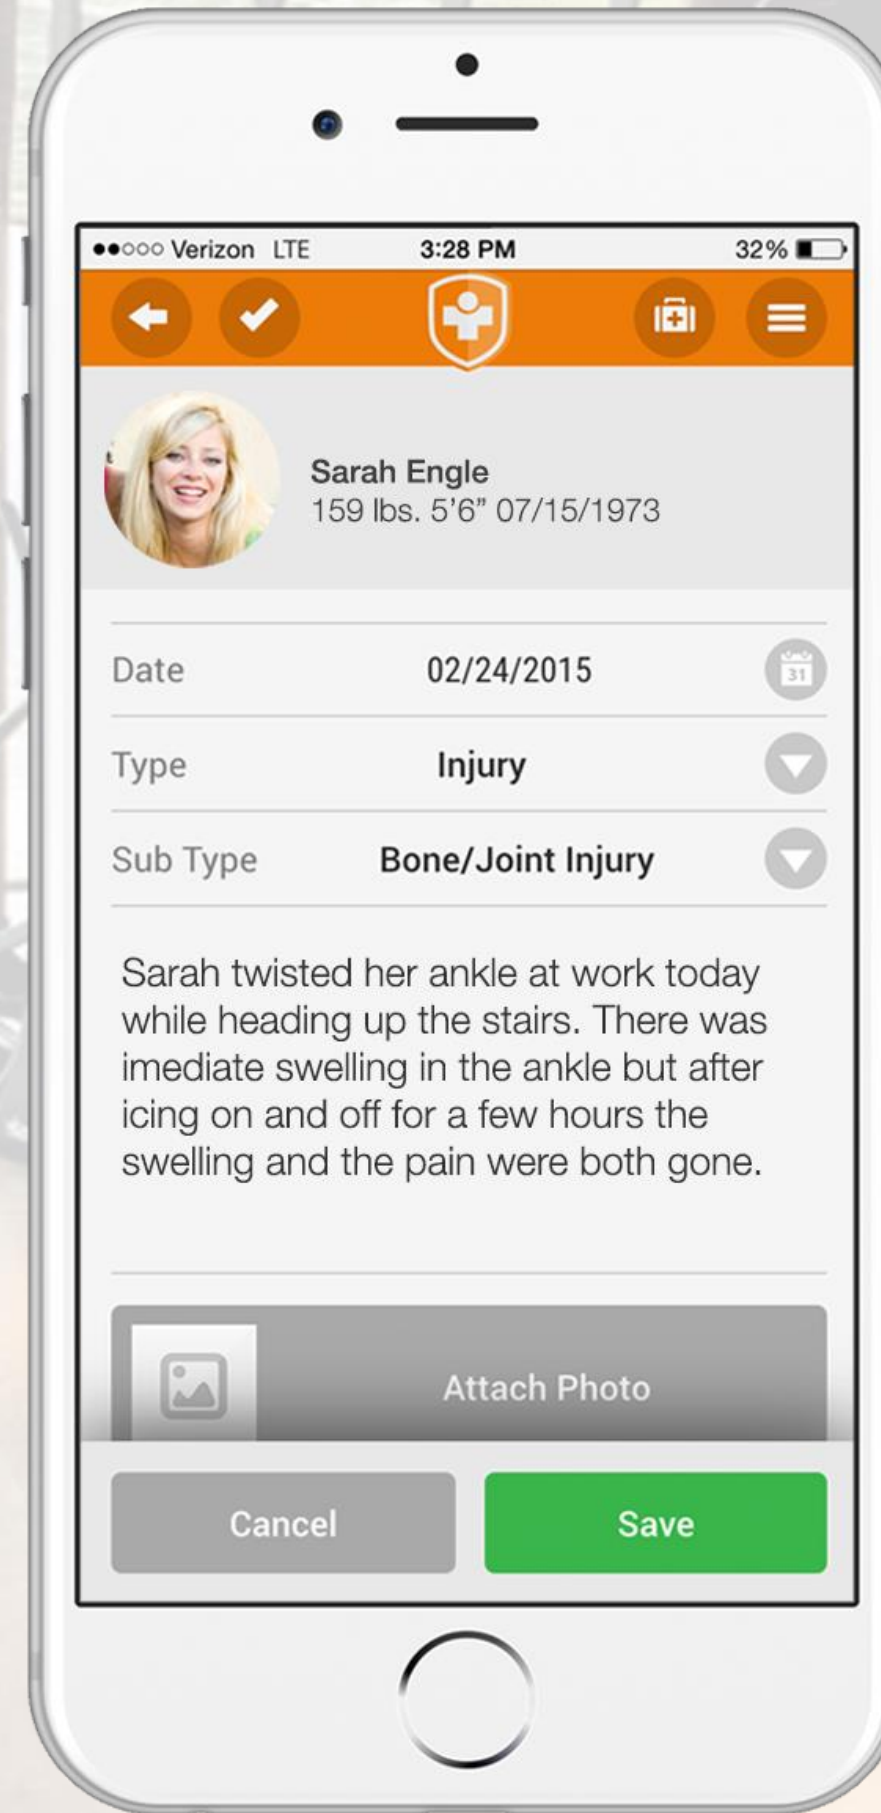 Verizon LTE 3:28 PM 32%
Sarah Engle
159 lbs. 5’6” 07/15/1973
Date 02/24/2015
31
Type Injury
Sub Type Bone/Joint Injury
Sarah twisted her ankle at work today
while heading up the stairs. There was
imediate swelling in the ankle but after
icing on and off for a few hours the
swelling and the pain were both gone.
Attach Photo
Cancel Save